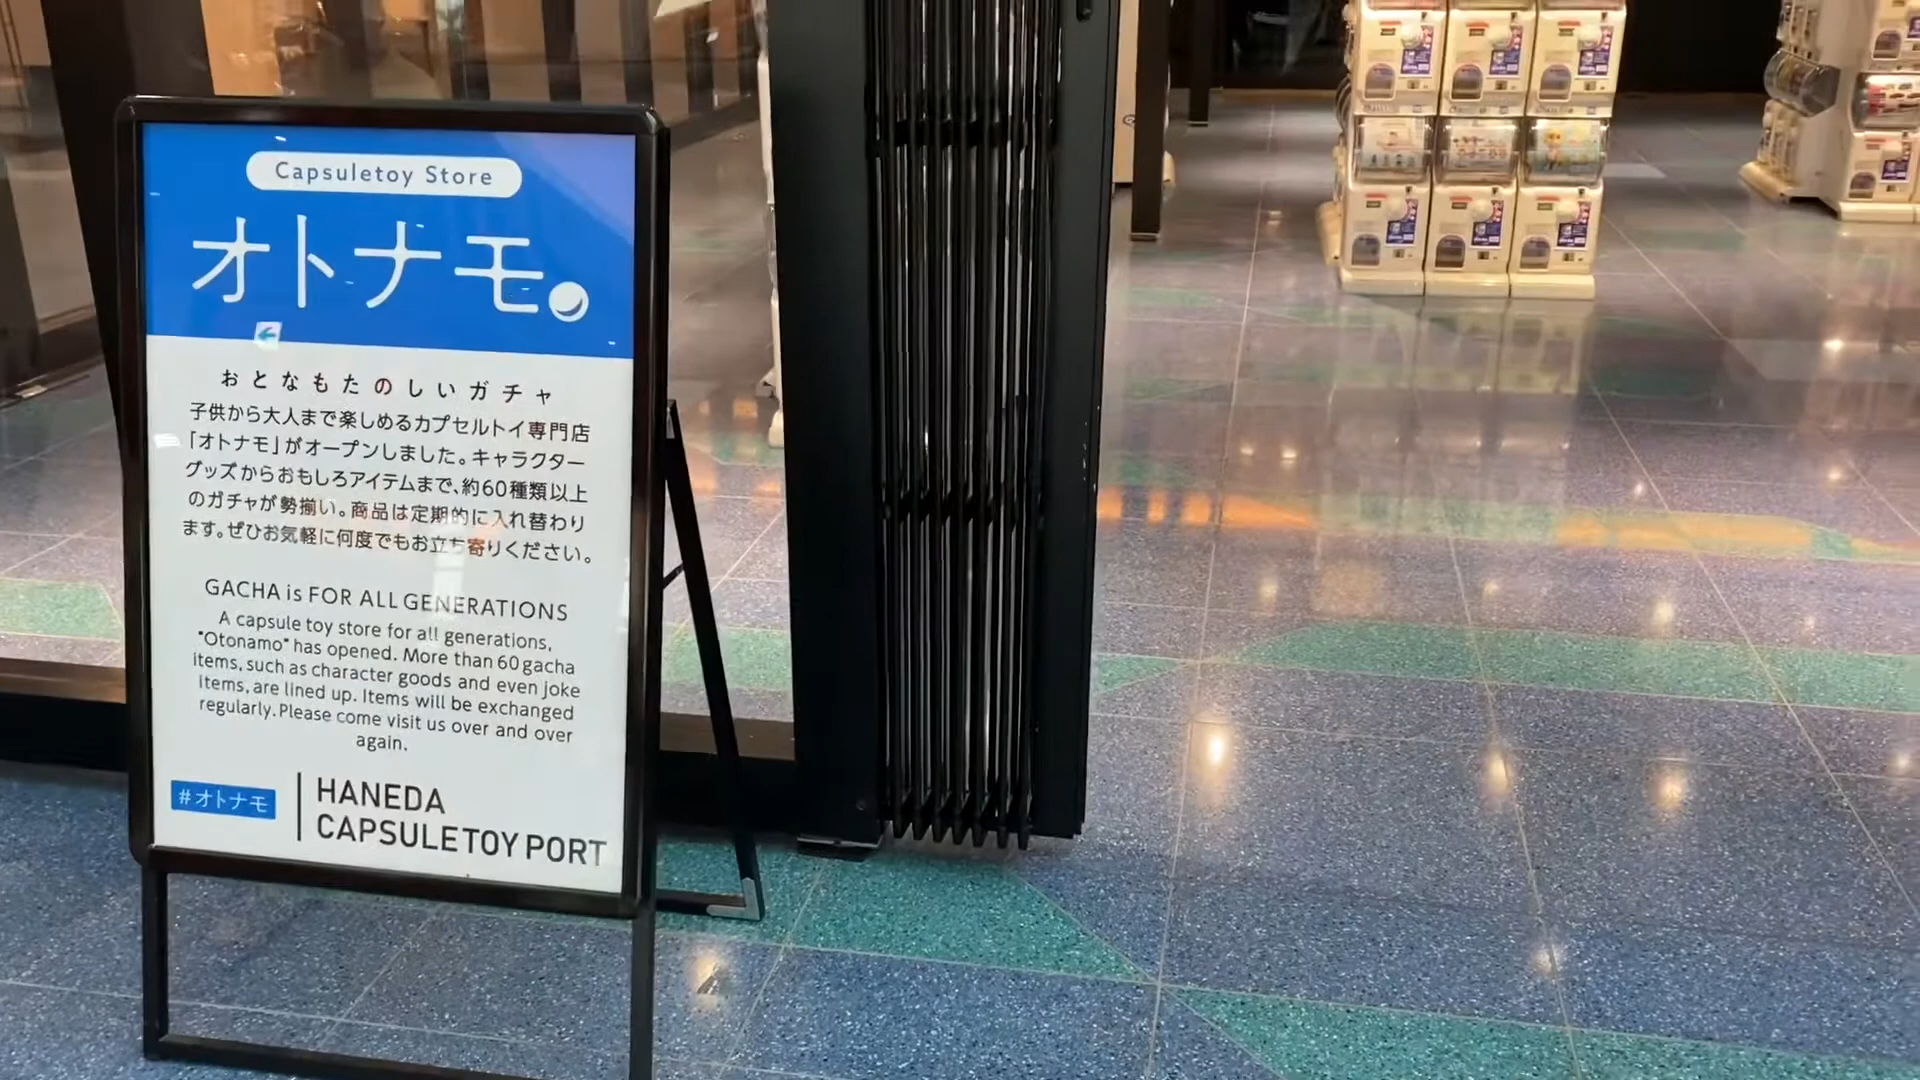 Capsuletoy Store
オトナモ
おとなもたのしいガチャ
子供から大人まで楽しめるカプセルトイ専門店
「オトナモ」がオープンしました。キャラクター
グッズからおもしろアイテムまで、約60種類以上
のガチャが勢揃い。商品は定期的に入れ替わり
ます。ぜひお気軽に何度でもお立ち寄りください。
GACHA is FOR ALL GENERATIONS
A capsule toy store for all generations,
"Otonamo" has opened. More than 60 gacha
items, such as character goods and even joke
items, are lined up. Items will be exchanged
regularly. Please come visit us over and over
again.
#オトナモ
HANEDA
CAPSULETOY PORT